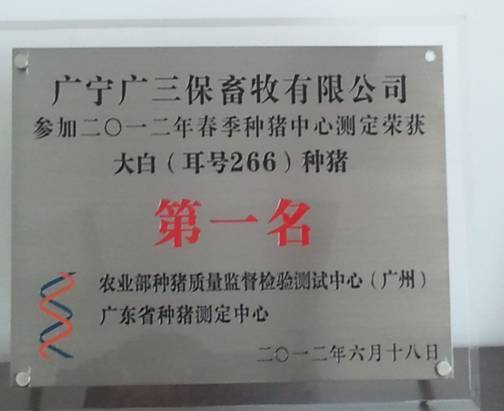 广宁广三保畜牧有限公司
参加二〇一二年春季种猪中心测定荣获
大白（耳号266）种猪
第一名
农业部种猪质量监督检验测试中心（广州）
广东省种猪测定中心
二〇一二年六月十八日